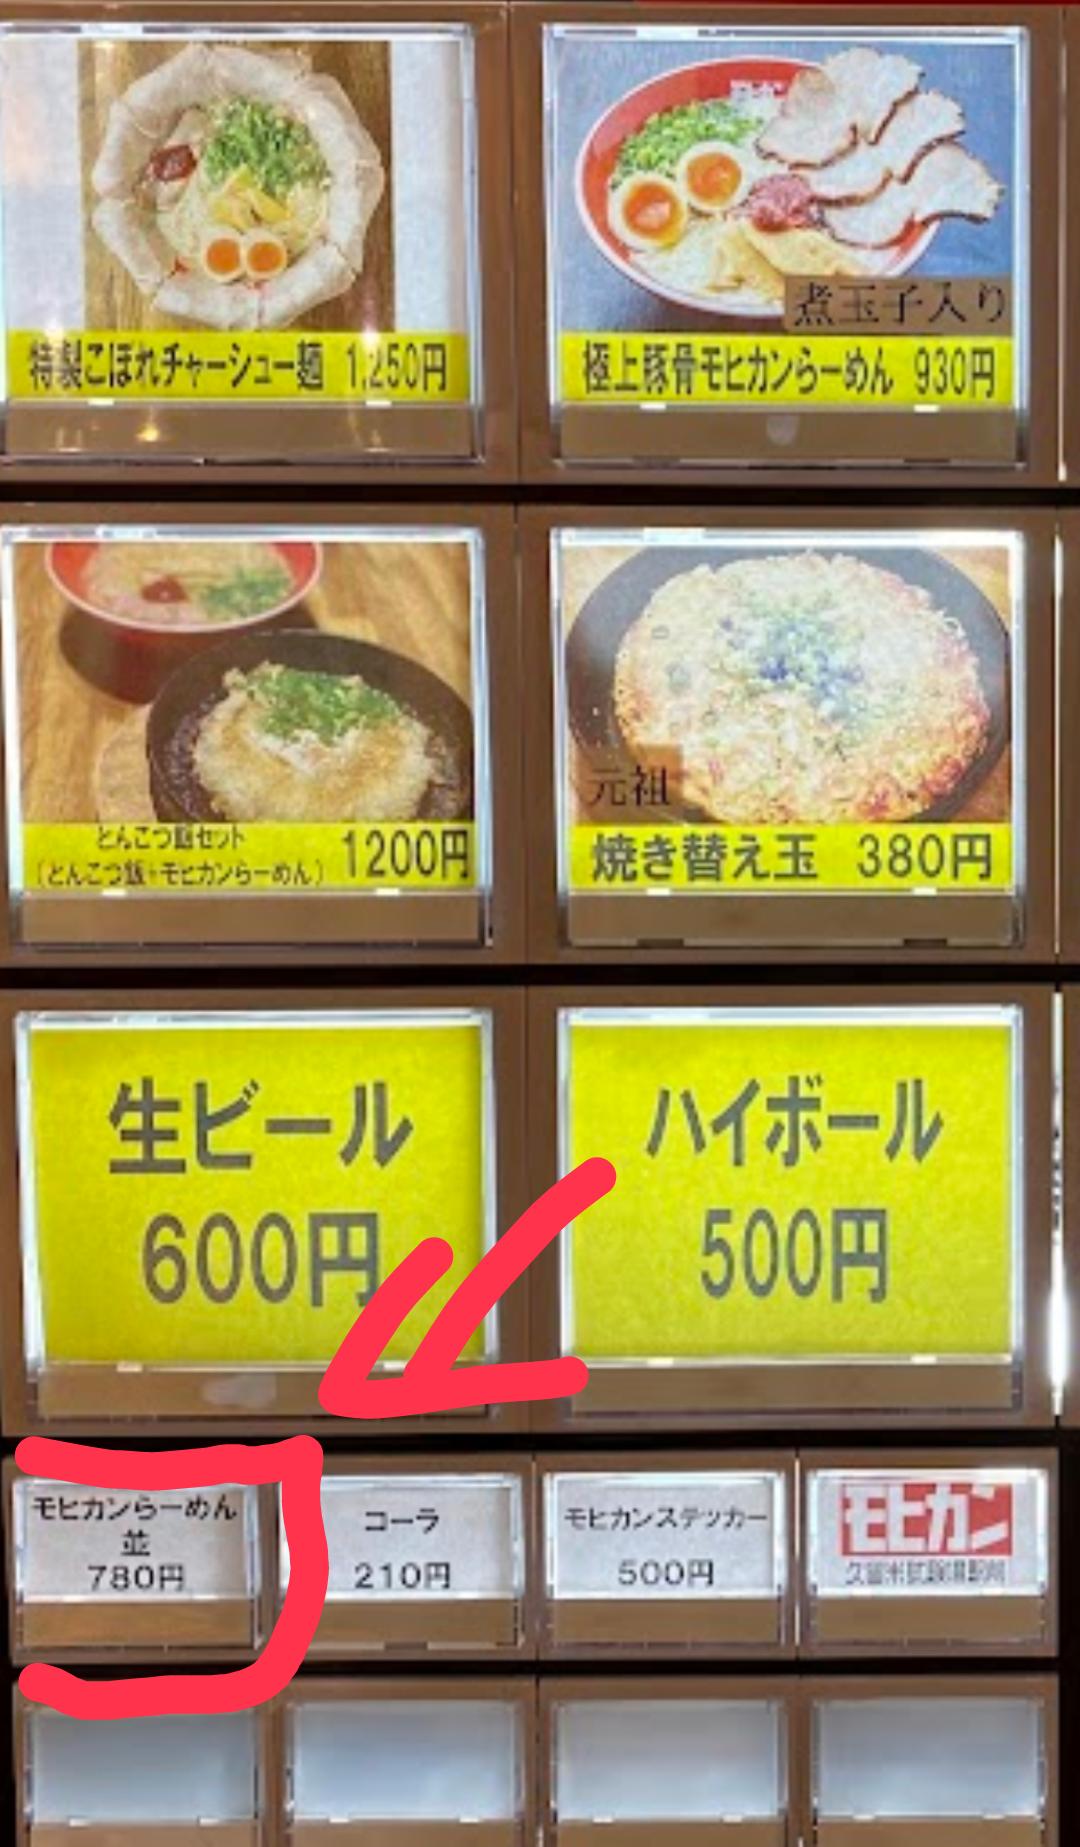 煮玉子入り
特製こぼれチャーシュー麺 1,250円
極上豚骨モヒカンらーめん 930円
元祖
とんこつ飯セット
(とんこつ飯+モヒカンらーめん) 1200円
焼き替え玉 380円
生ビール
600円
ハイボール
500円
モヒカンらーめん
並
780円
コーラ
210円
モヒカンステッカー
500円
モヒカン